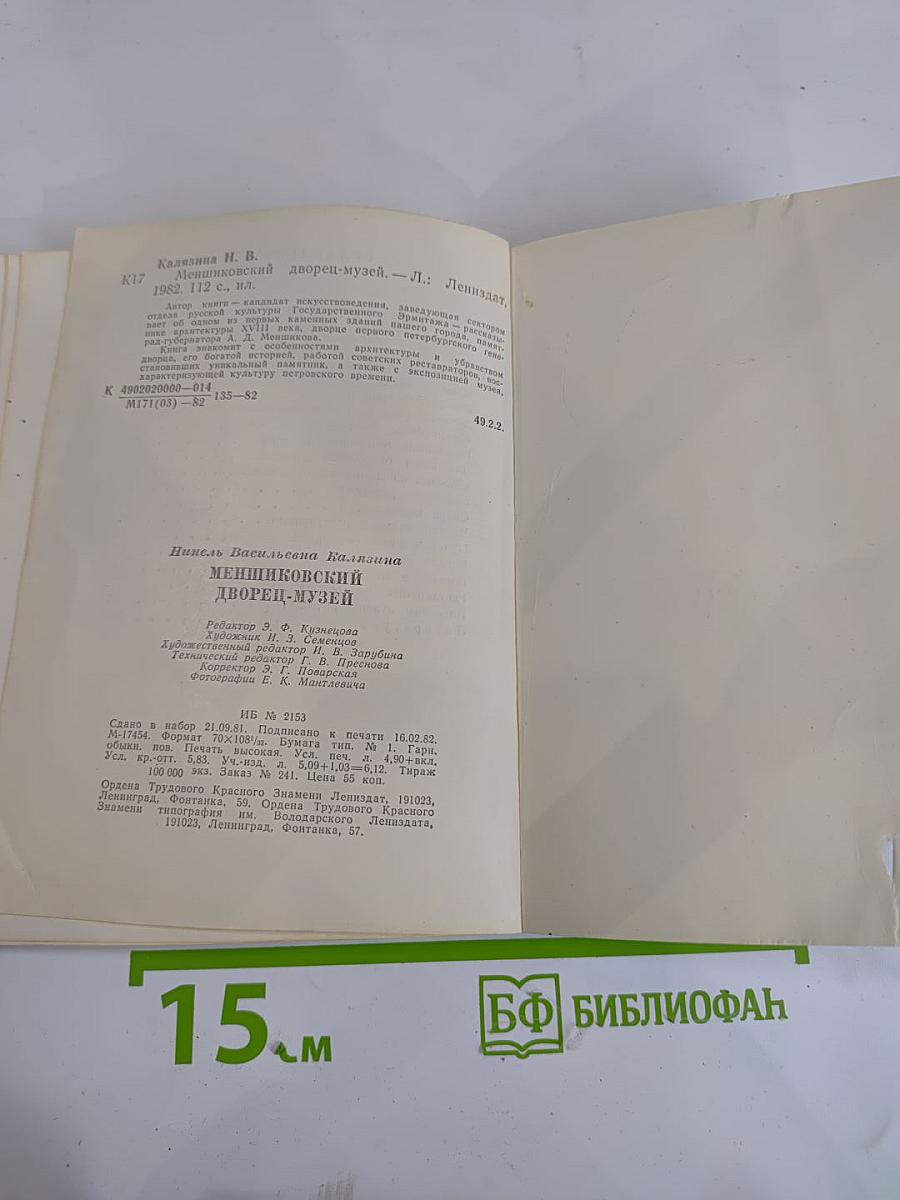 Калязина Н. В.
К17 Меншиковский дворец-музей. — Л.: Лениздат,
1982. 112 с., ил.
Автор книги — кандидат искусствоведения, заведующая сектором
отдела русской культуры Государственного Эрмитажа — рассказы-
вает об одном из первых каменных зданий нашего города, памят-
нике архитектуры XVIII века, дворце первого петербургского гене-
рал-губернатора А. Д. Меншикова.
Книга знакомит с особенностями архитектуры и убранством
дворца, его богатой историей, работой советских реставраторов, вос-
становивших уникальный памятник, а также с экспозицией музея,
характеризующей культуру петровского времени.
К 4902020000—014
М171(03) —82 135—82
49.2.2.
Нинель Васильевна Калязина
МЕНШИКОВСКИЙ
ДВОРЕЦ-МУЗЕЙ
Редактор Э. Ф. Кузнецова
Художник И. З. Семенцов
Художественный редактор И. В. Зарубина
Технический редактор Г. В. Преснова
Корректор Э. Г. Поварская
Фотографии Е. К. Мантлевича
ИБ № 2153
Сдано в набор 21.09.81. Подписано к печати 16.02.82.
М-17454. Формат 70×108¹/₃₂. Бумага тип. № 1. Гарн.
обыкн. нов. Печать высокая. Усл. печ. л. 4,90+вкл.
Усл. кр.-отт. 5,83. Уч.-изд. л. 5,09+1,03=6,12. Тираж
100 000 экз. Заказ № 241. Цена 55 коп.
Ордена Трудового Красного Знамени Лениздат, 191023,
Ленинград, Фонтанка, 59. Ордена Трудового Красного
Знамени типография им. Володарского Лениздата,
191023, Ленинград, Фонтанка, 57.
15 см
БФ БИБЛИОФАН